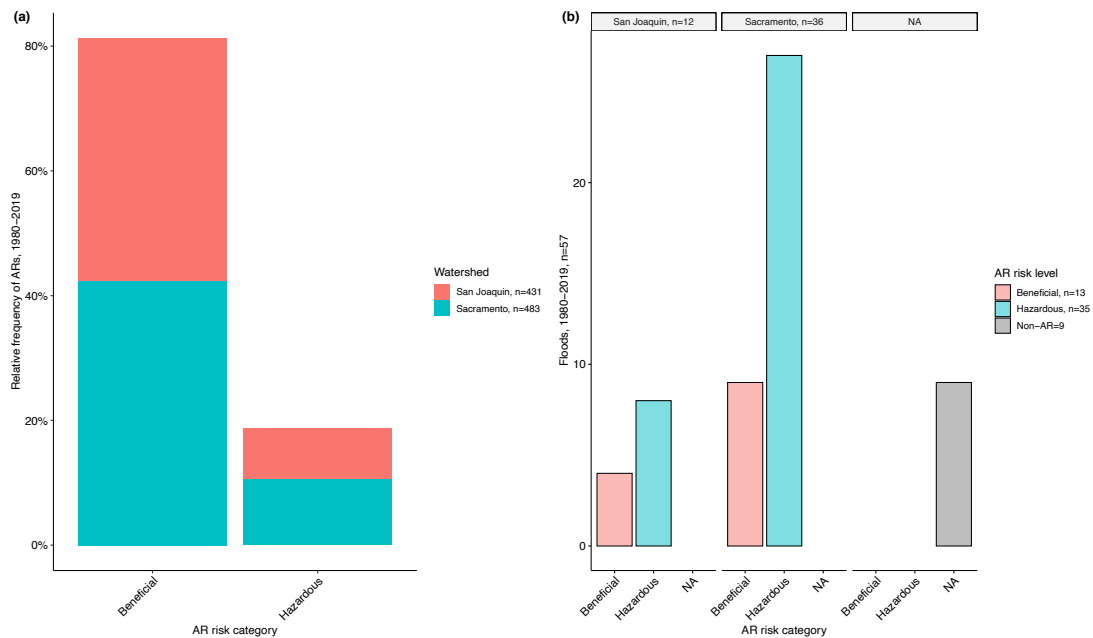 (a)
Relative frequency of ARs, 1980−2019
80%
60%
40%
20%
0%
Beneficial
Hazardous
AR risk category
Watershed
San Joaquin, n=431
Sacramento, n=483
(b)
San Joaquin, n=12
Sacramento, n=36
NA
Floods, 1980−2019, n=57
20
10
0
Beneficial
Hazardous
NA
Beneficial
Hazardous
NA
Beneficial
Hazardous
NA
AR risk category
AR risk level
Beneficial, n=13
Hazardous, n=35
Non−AR=9